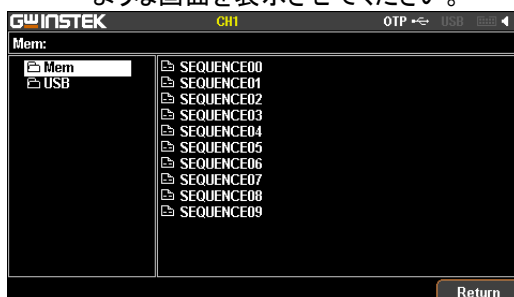 ような画面を表示させてください。
GWINSTEK CH1 OTP USB
Mem:
Mem
USB
SEQUENCE00
SEQUENCE01
SEQUENCE02
SEQUENCE03
SEQUENCE04
SEQUENCE05
SEQUENCE06
SEQUENCE07
SEQUENCE08
SEQUENCE09
Return